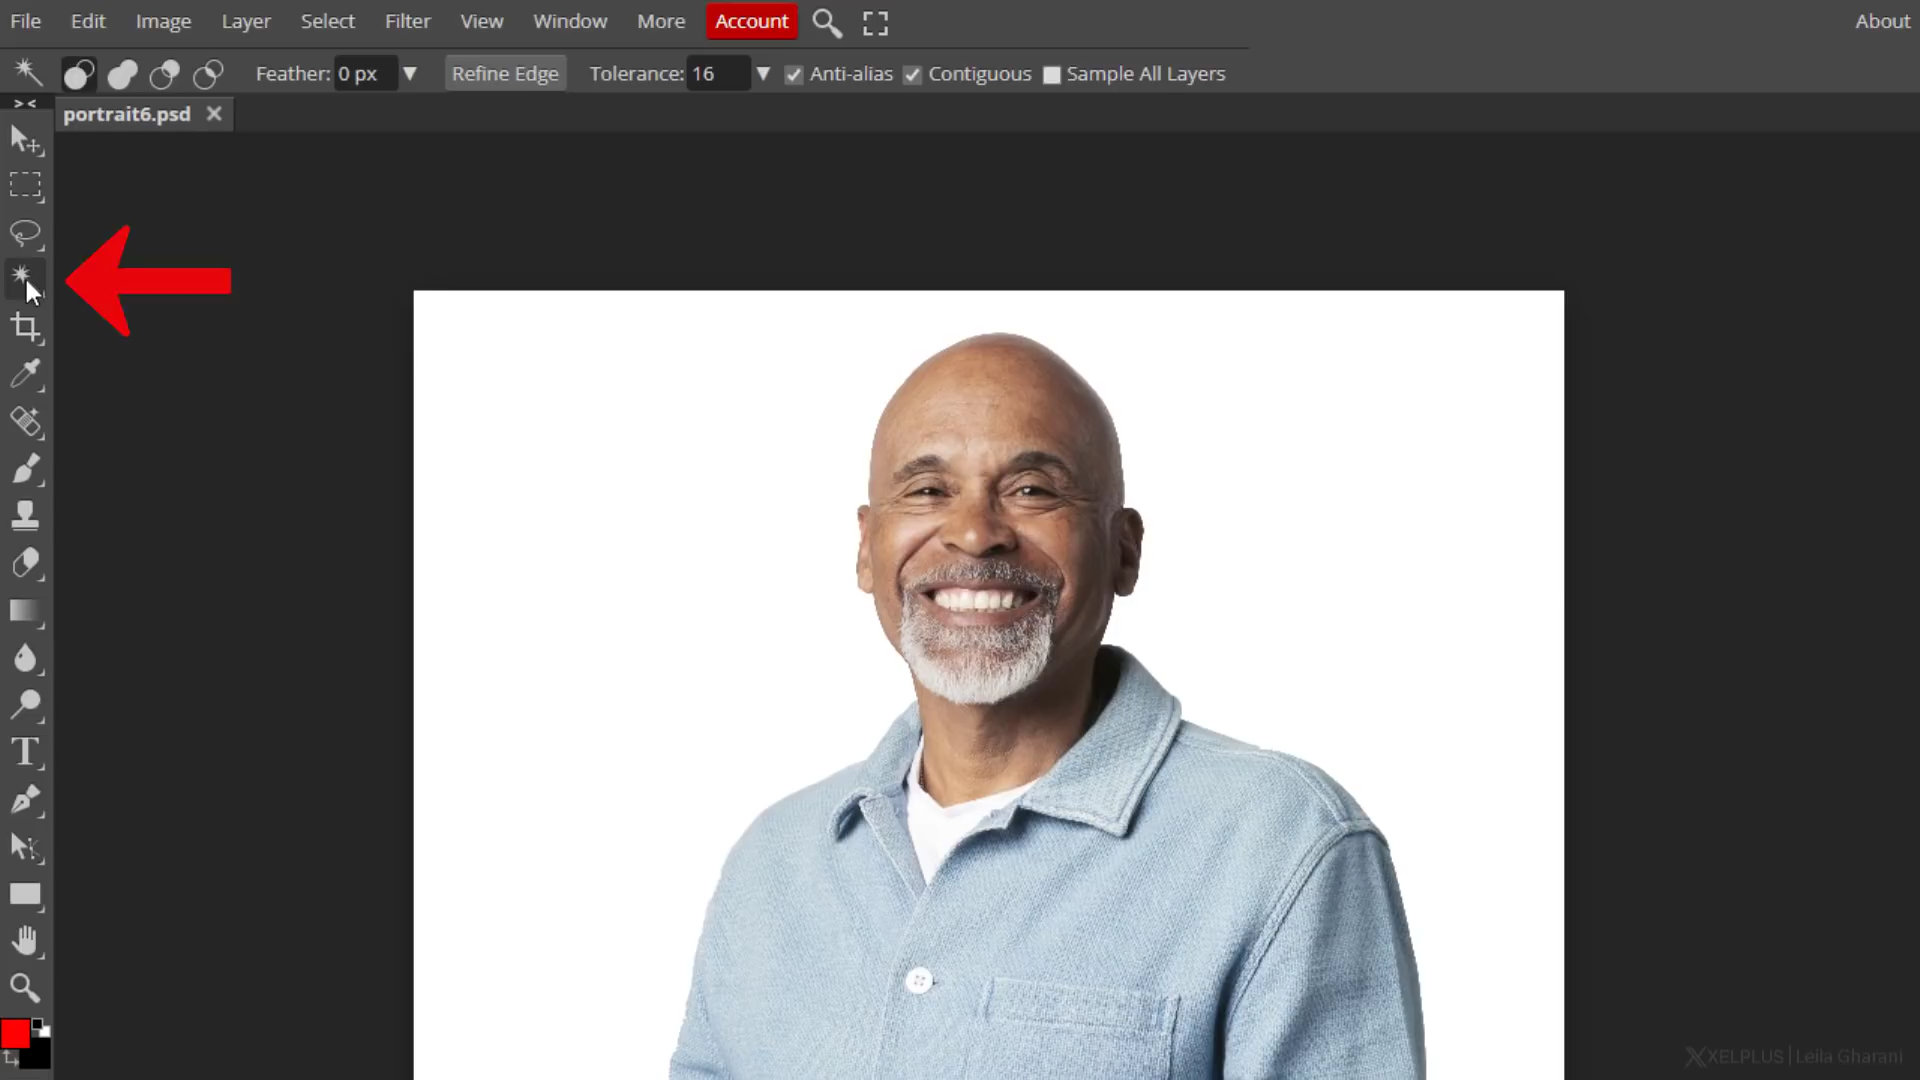 File Edit Image Layer Select Filter View Window More Account About
Feather: 0 px Refine Edge Tolerance: 16 Anti-alias Contiguous Sample All Layers
portrait6.psd
XELPLUS | Leila Gharani